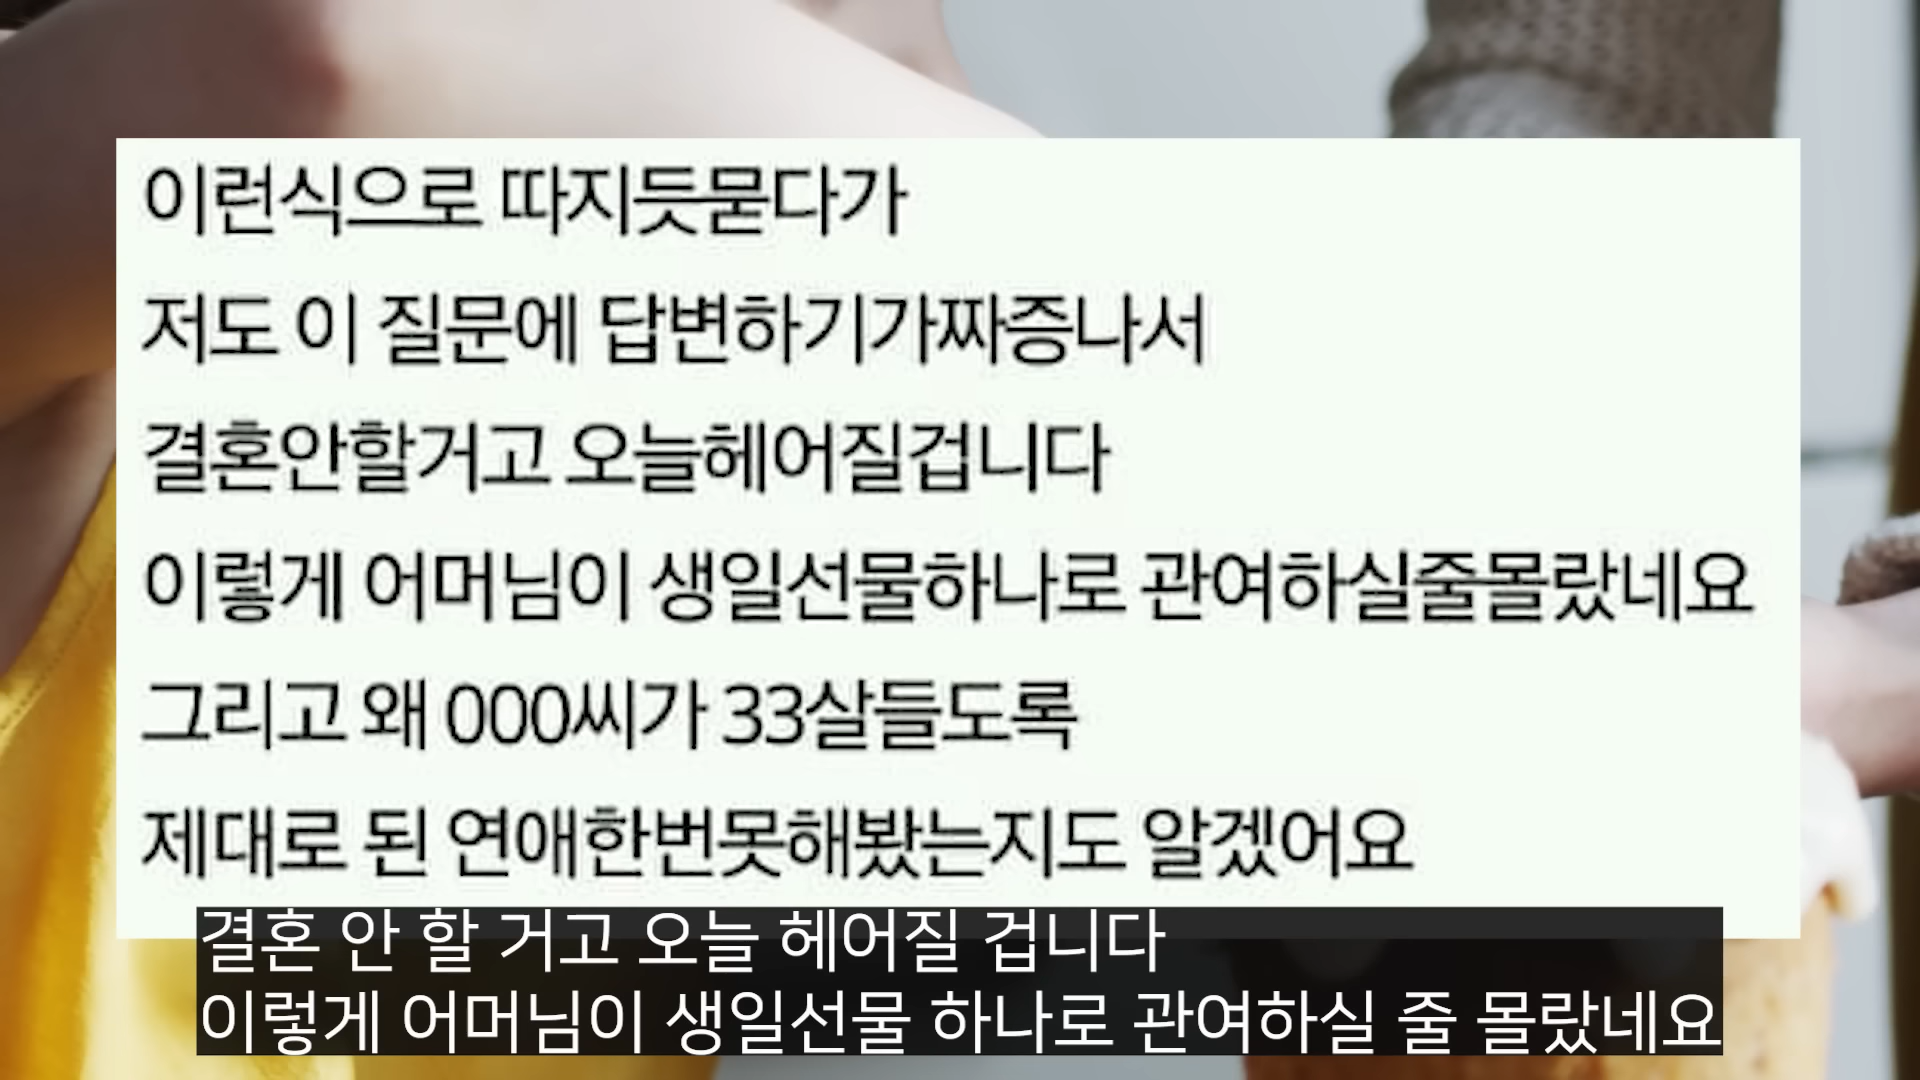 이런식으로 따지듯묻다가
저도 이 질문에 답변하기가짜증나서
결혼안할거고 오늘헤어질겁니다
이렇게 어머님이 생일선물하나로 관여하실줄몰랐네요
그리고 왜 000씨가 33살들도록
제대로 된 연애한번못해봤는지도 알겠어요
결혼 안 할 거고 오늘 헤어질 겁니다
이렇게 어머님이 생일선물 하나로 관여하실 줄 몰랐네요